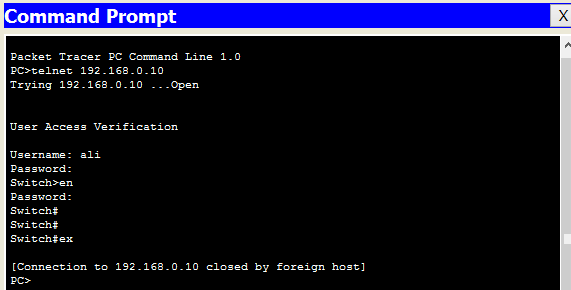 Command Prompt
X
Packet Tracer PC Command Line 1.0
PC>telnet 192.168.0.10
Trying 192.168.0.10 ...Open
User Access Verification
Username: ali
Password:
Switch>en
Password:
Switch#
Switch#
Switch#ex
[Connection to 192.168.0.10 closed by foreign host]
PC>